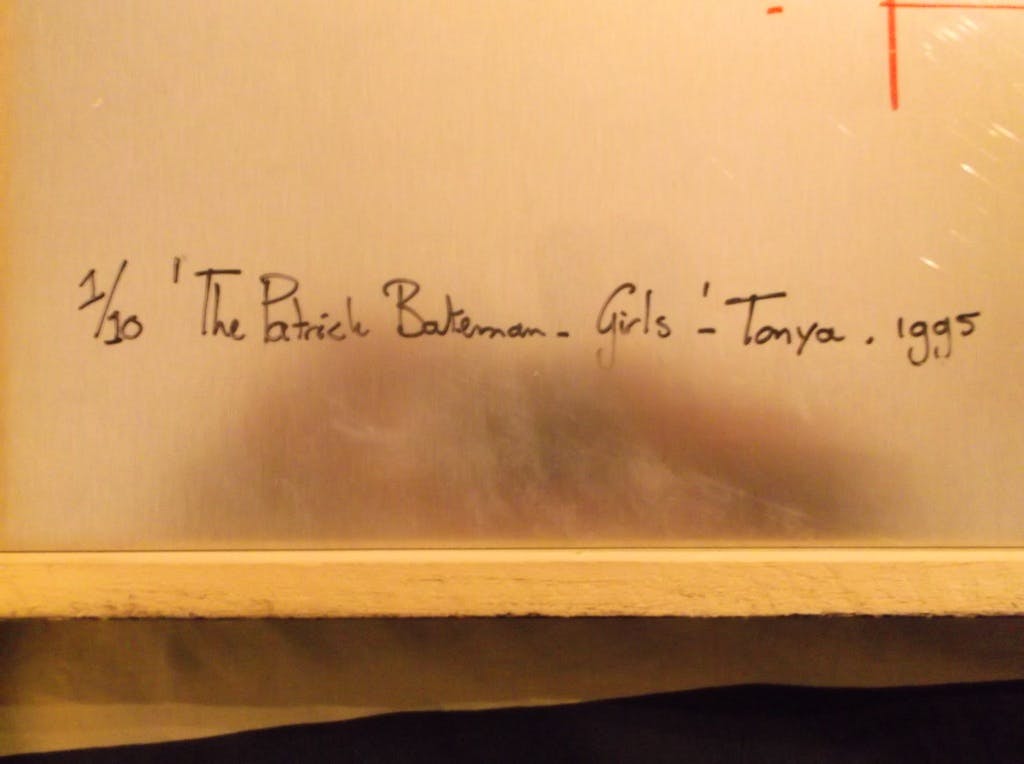 1/10 'The Patrick Bateman - Girls' - Tonya. 1995